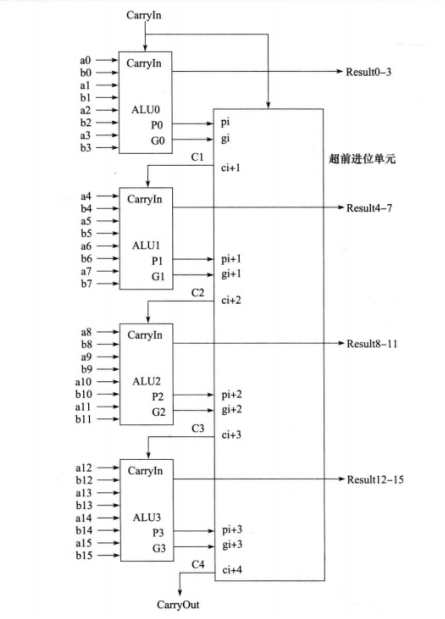 CarryIn
a0
b0
a1
b1
a2
b2
a3
b3
CarryIn
ALU0
P0
G0
Result0-3
pi
gi
超前进位单元
C1
ci+1
a4
b4
a5
b5
a6
b6
a7
b7
CarryIn
ALU1
P1
G1
Result4-7
pi+1
gi+1
C2
ci+2
a8
b8
a9
b9
a10
b10
a11
b11
CarryIn
ALU2
P2
G2
Result8-11
pi+2
gi+2
C3
ci+3
a12
b12
a13
b13
a14
b14
a15
b15
CarryIn
ALU3
P3
G3
Result12-15
pi+3
gi+3
C4
ci+4
CarryOut